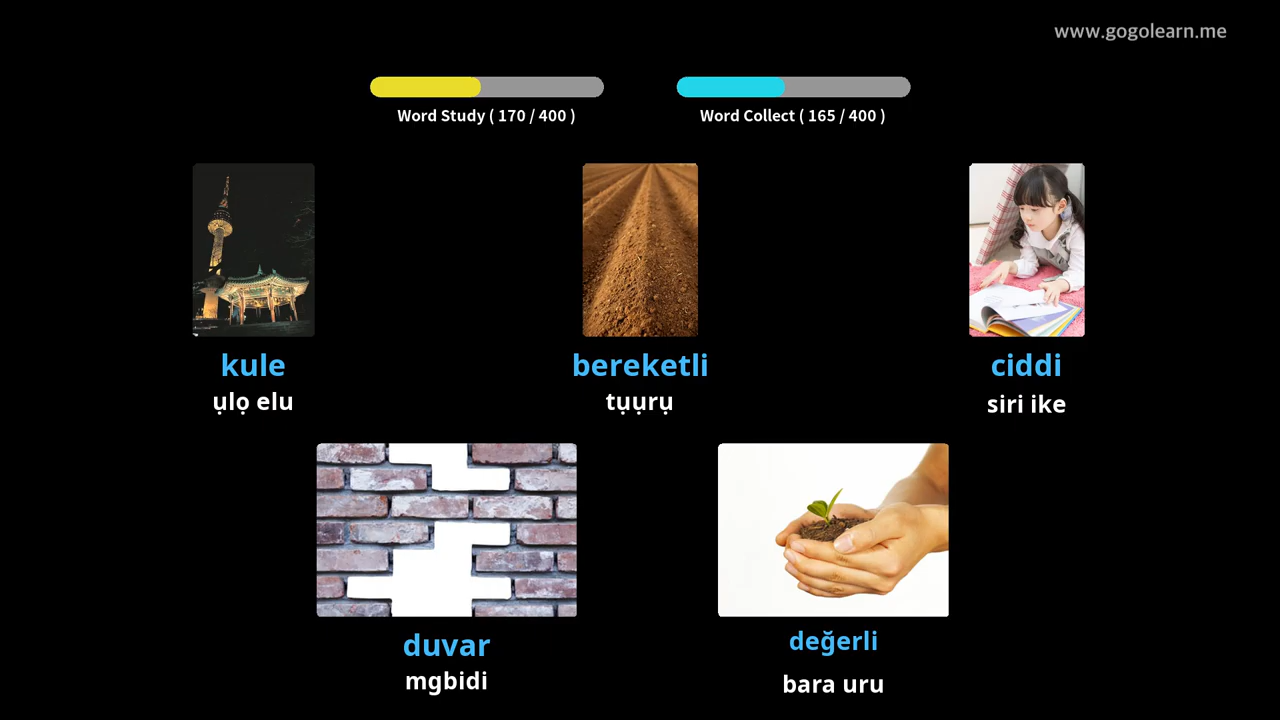 www.gogolearn.me
Word Study ( 170 / 400 )
Word Collect ( 165 / 400 )
kule
ụlọ elu
bereketli
tụụrụ
ciddi
siri ike
duvar
mgbidi
değerli
bara uru